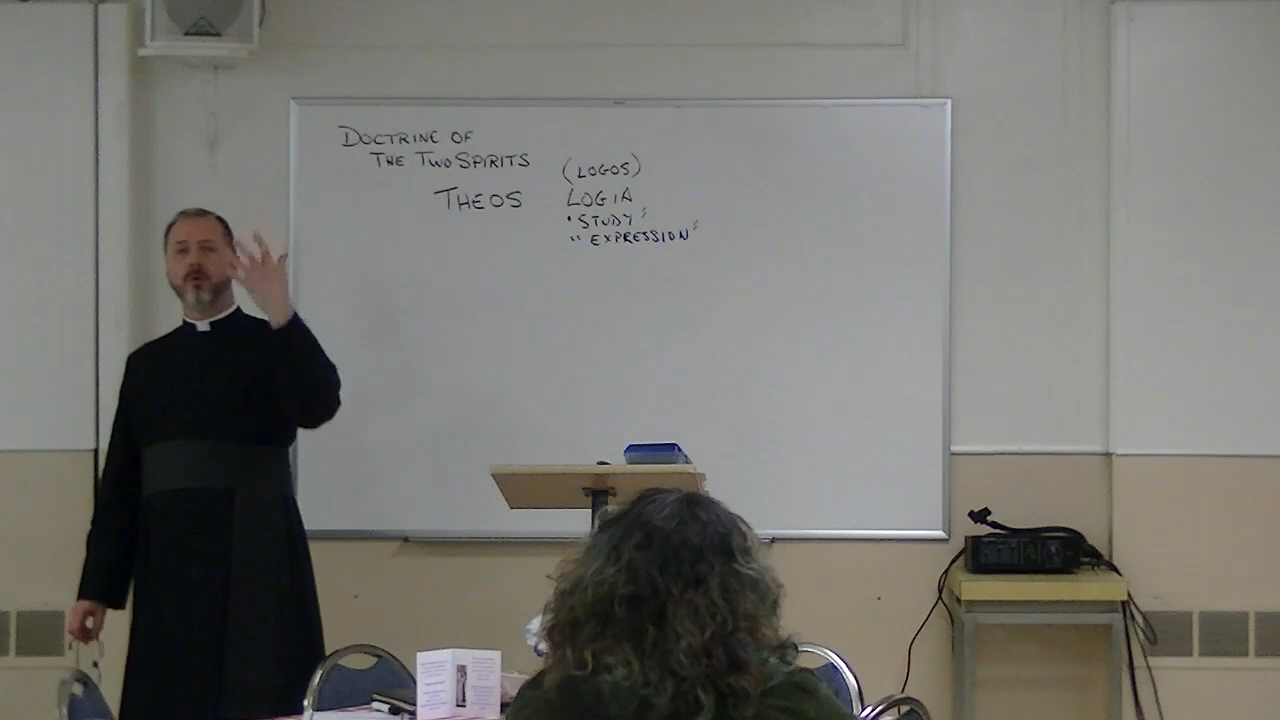 DOCTRINE OF
THE TWO SPIRITS
(LOGOS)
THEOS LOGIA
"STUDY"
"EXPRESSION"